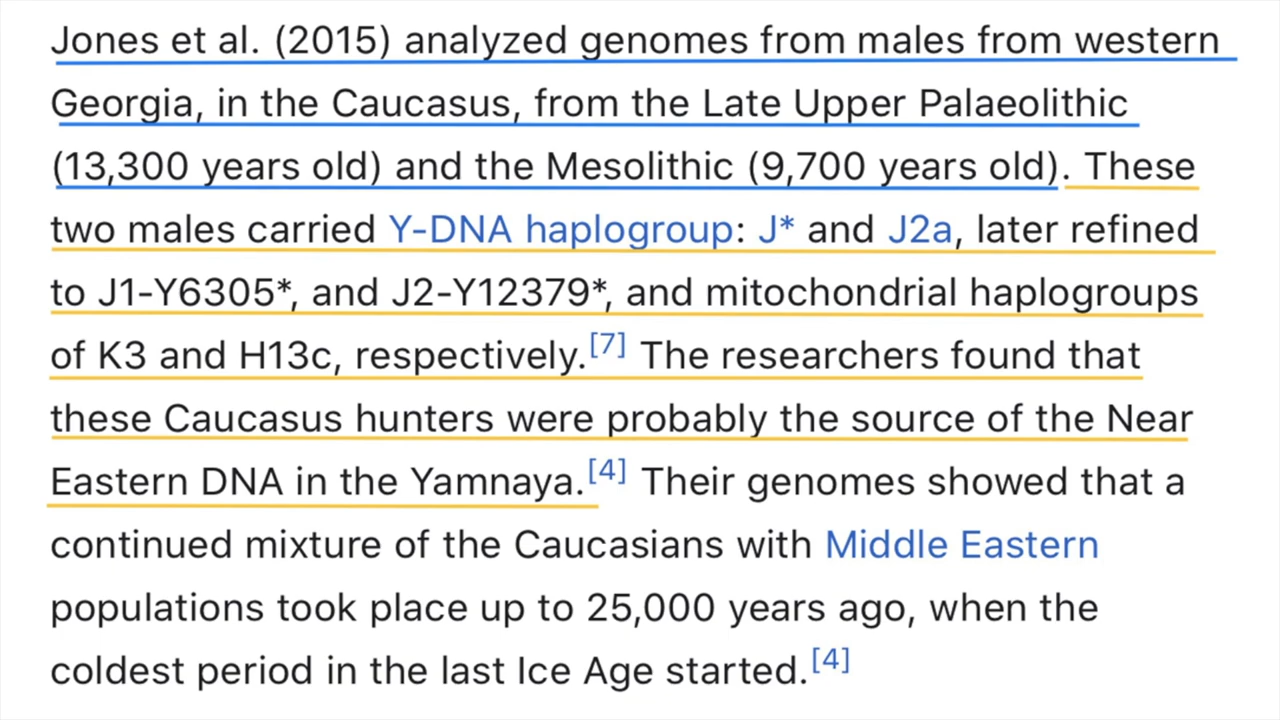 Jones et al. (2015) analyzed genomes from males from western
Georgia, in the Caucasus, from the Late Upper Palaeolithic
(13,300 years old) and the Mesolithic (9,700 years old). These
two males carried Y-DNA haplogroup: J* and J2a, later refined
to J1-Y6305*, and J2-Y12379*, and mitochondrial haplogroups
of K3 and H13c, respectively.[7] The researchers found that
these Caucasus hunters were probably the source of the Near
Eastern DNA in the Yamnaya.[4] Their genomes showed that a
continued mixture of the Caucasians with Middle Eastern
populations took place up to 25,000 years ago, when the
coldest period in the last Ice Age started.[4]